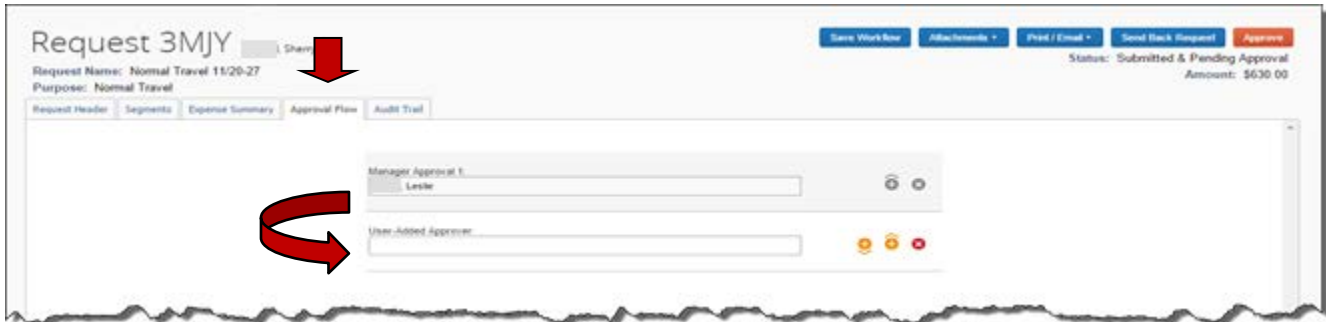 Request 3MJY , Sherry
Save Workflow Attachments Print / Email Send Back Request Approve
Request Name: Normal Travel 11/20-27
Status: Submitted & Pending Approval
Purpose: Normal Travel
Amount: $630.00
Request Header Segments Expense Summary Approval Flow Audit Trail
Manager Approval 1:
, Leslie
User-Added Approver: